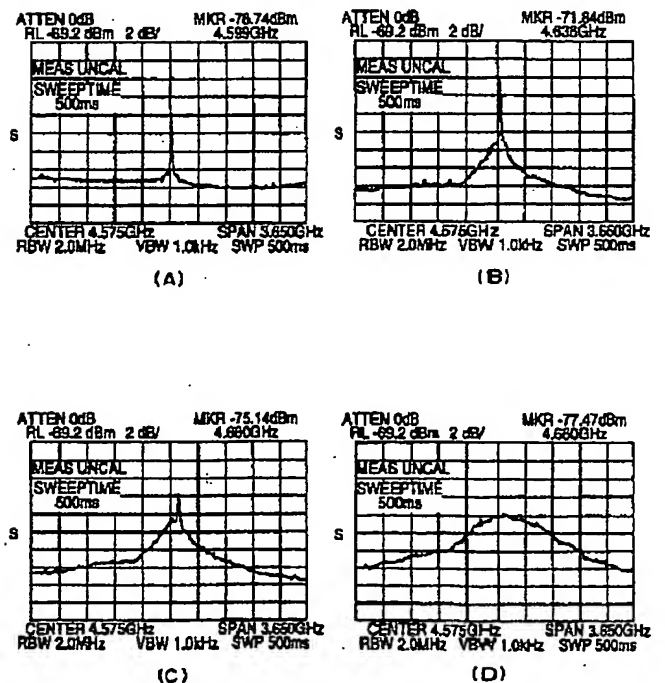 ATTEN 0dB MKR -76.74dBm
RL -69.2 dBm 2 dB/ 4.599GHz
MEAS UNCAL
SWEEPTIME
500ms
S
CENTER 4.575GHz SPAN 3.650GHz
RBW 2.0MHz VBW 1.0kHz SWP 500ms
(A)
ATTEN 0dB MKR -71.84dBm
RL -69.2 dBm 2 dB/ 4.636GHz
MEAS UNCAL
SWEEPTIME
500ms
S
CENTER 4.575GHz SPAN 3.660GHz
RBW 2.0MHz VBW 1.0kHz SWP 500ms
(B)
ATTEN 0dB MKR -75.14dBm
RL -69.2 dBm 2 dB/ 4.660GHz
MEAS UNCAL
SWEEPTIME
500ms
S
CENTER 4.575GHz SPAN 3.650GHz
RBW 2.0MHz VBW 1.0kHz SWP 500ms
(C)
ATTEN 0dB MKR -77.47dBm
RL -69.2 dBm 2 dB/ 4.660GHz
MEAS UNCAL
SWEEPTIME
500ms
S
CENTER 4.575GHz SPAN 3.650GHz
RBW 2.0MHz VBW 1.0kHz SWP 500ms
(D)